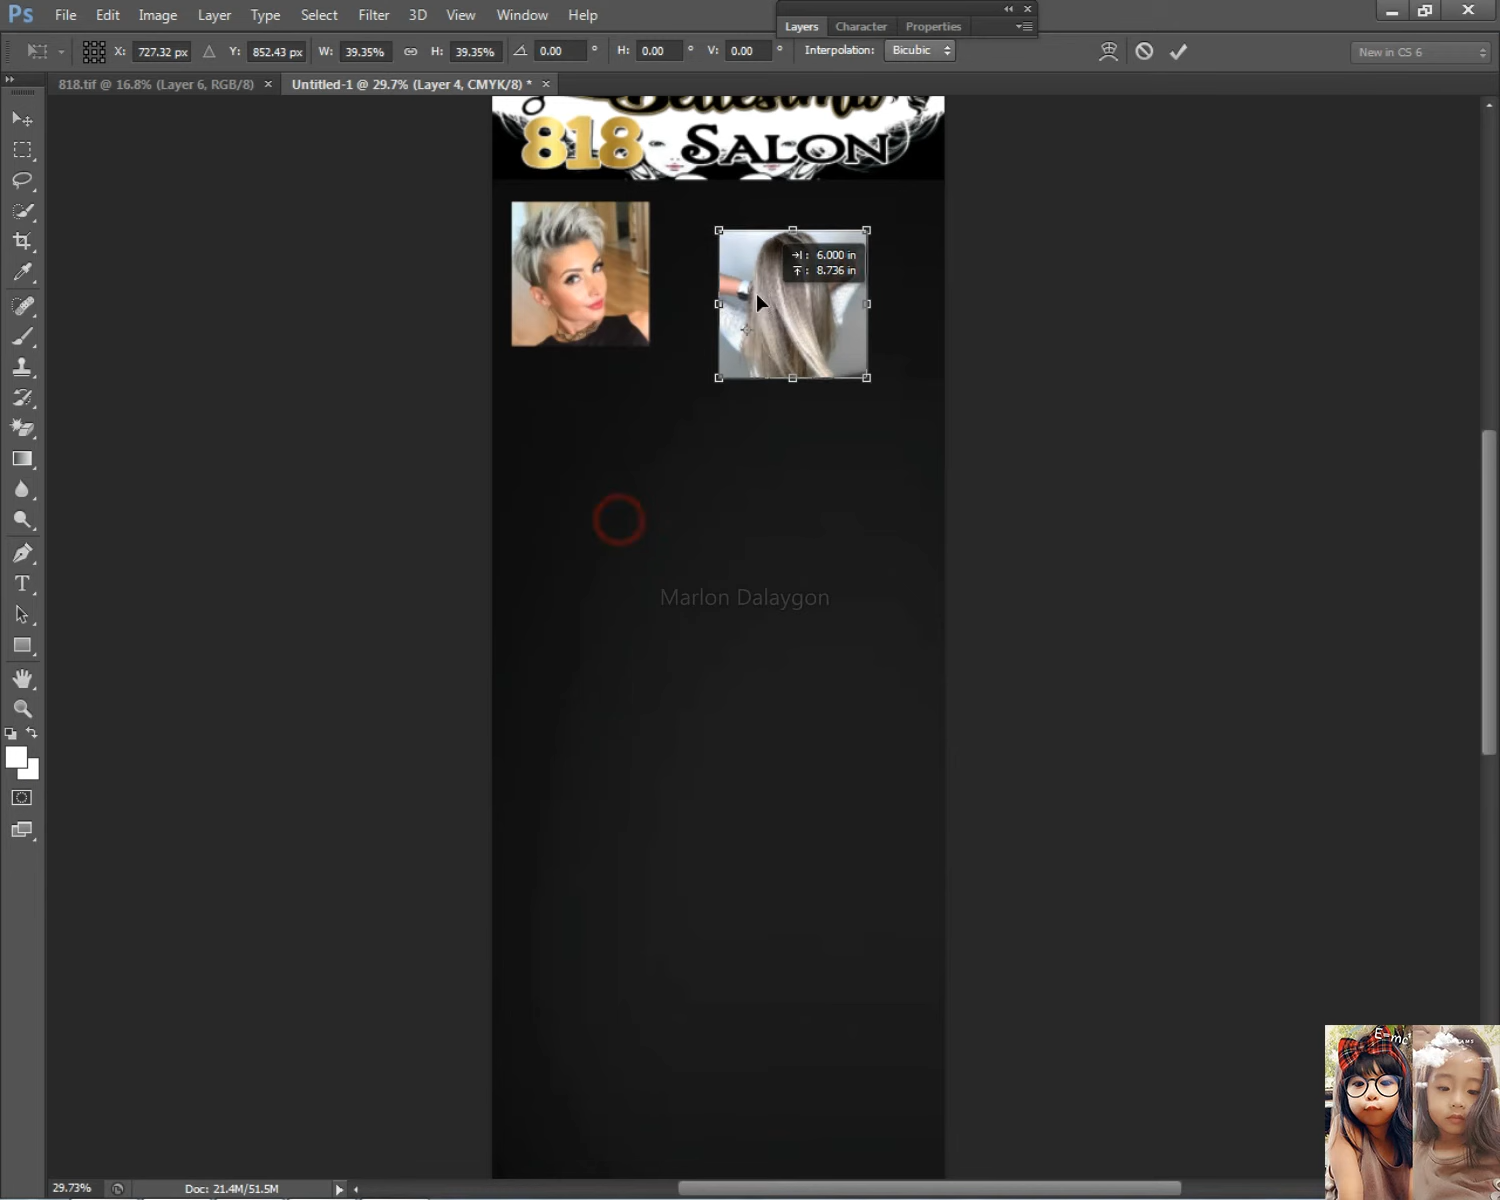 Ps File Edit Image Layer Type Select Filter 3D View Window Help
Layers Character Properties
X: 727.32 px Y: 852.43 px W: 39.35% H: 39.35% 0.00 ° H: 0.00 ° V: 0.00 ° Interpolation: Bicubic New in CS 6
818.tif @ 16.8% (Layer 6, RGB/8) × Untitled-1 @ 29.7% (Layer 4, CMYK/8) * ×
Bellesima
818 - SALON
6.000 in
8.736 in
Marlon Dalaygon
T
29.73% Doc: 21.4M/51.5M